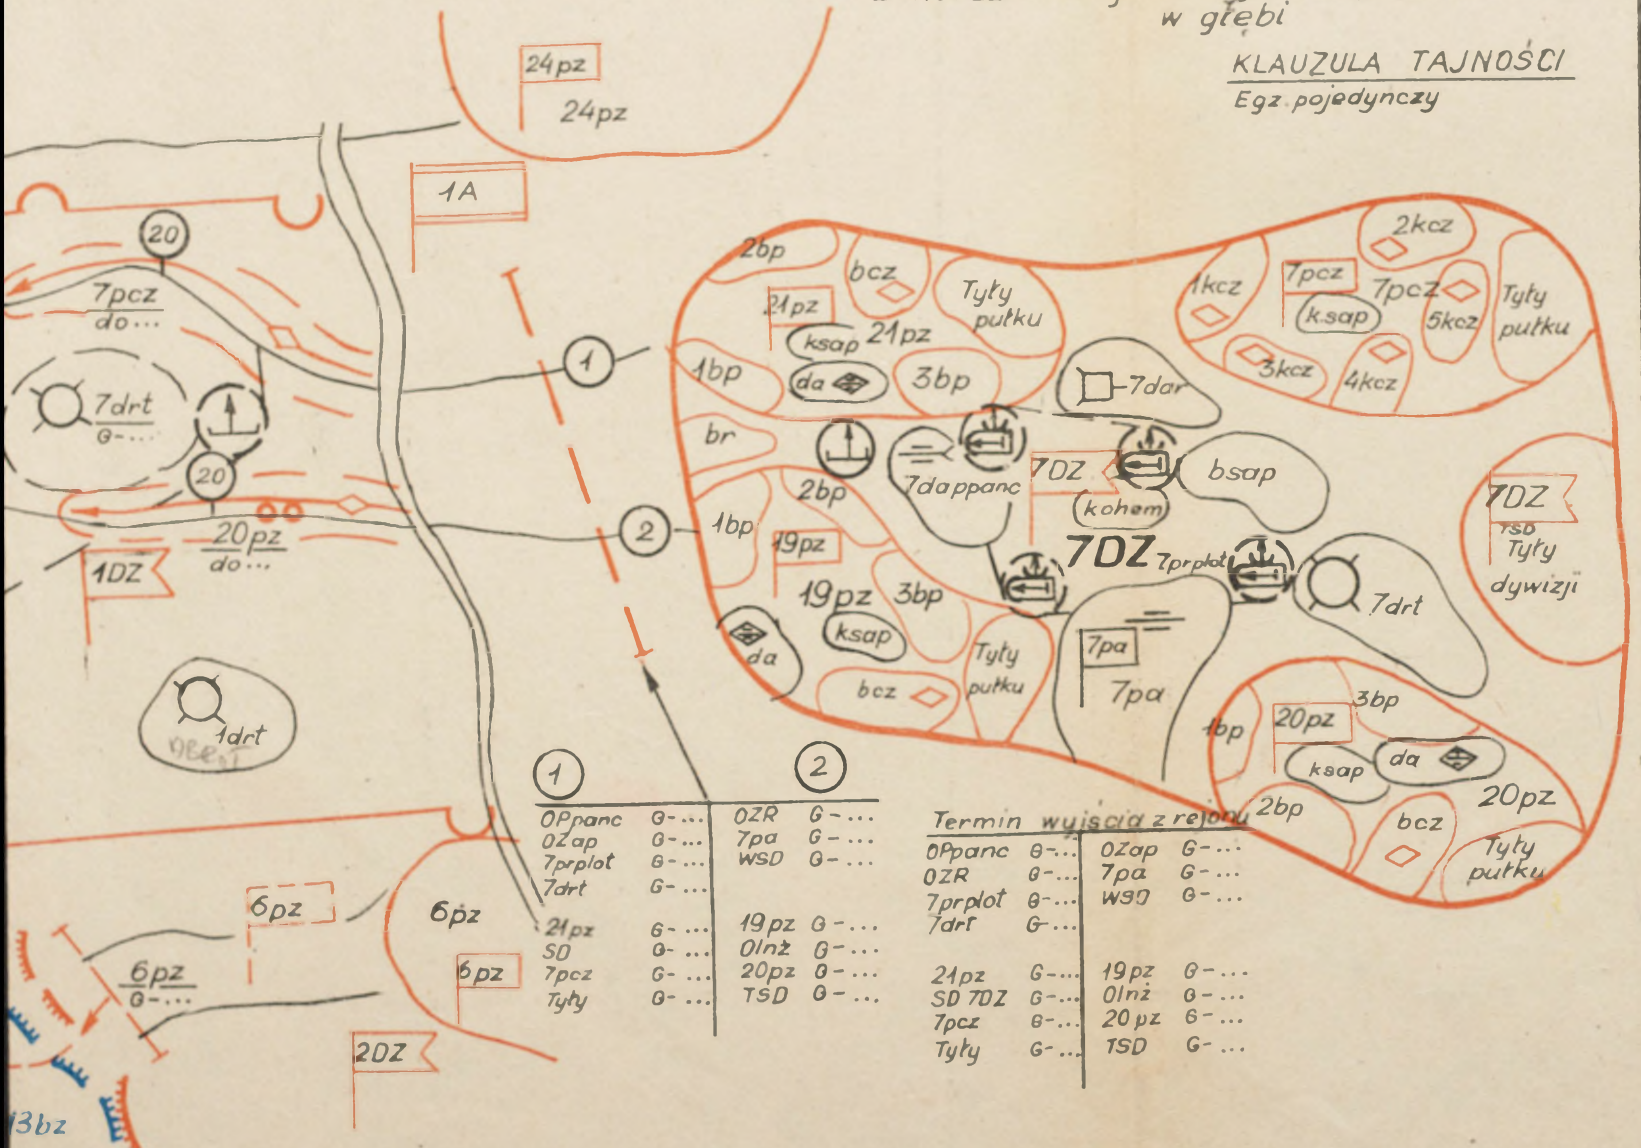 w głębi
KLAUZULA TAJNOŚCI
Egz. pojedynczy
24pz
24pz
1A
20
7pcz
do...
7drt
G-...
20
20pz
do...
1DZ
1drt
1
2
2bp
bcz
Tyły
pułku
21pz
ksap
21pz
1bp
da
3bp
br
2kcz
1kcz
7pcz
7pcz
ksap
5kcz
Tyły
pułku
3kcz
4kcz
7dar
7dappanc
7DZ
bsap
7DZ
TSD
Tyły
dywizji
7DZ
7prplot
7drt
2bp
1bp
19pz
19pz
3bp
ksap
da
Tyły
pułku
bcz
7pa
7pa
3bp
1bp
20pz
ksap
da
20pz
2bp
bcz
Tyły
pułku
1
2
OPpanc G-... OZR G-...
OZap G-... 7pa G-...
7prplot G-... WSD G-...
7drt G-...
21pz G-... 19pz G-...
SD G-... OInż G-...
7pcz G-... 20pz G-...
Tyły G-... TSD G-...
Termin wyjścia z rejonu
OPpanc G-... OZap G-...
OZR G-... 7pa G-...
7prplot G-... WSD G-...
7drt G-...
21pz G-... 19pz G-...
SD 7DZ G-... OInż G-...
7pcz G-... 20pz G-...
Tyły G-... TSD G-...
6pz
6pz
6pz
G-...
6pz
2DZ
13bz